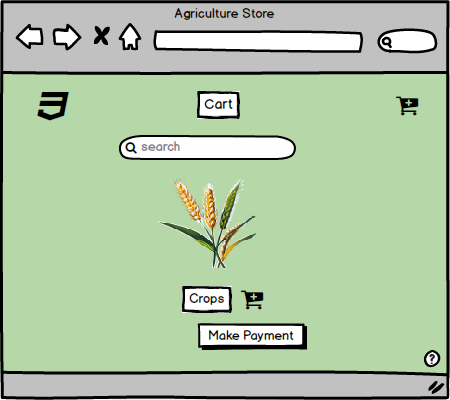 Agriculture Store
Cart
search
Crops
Make Payment
?